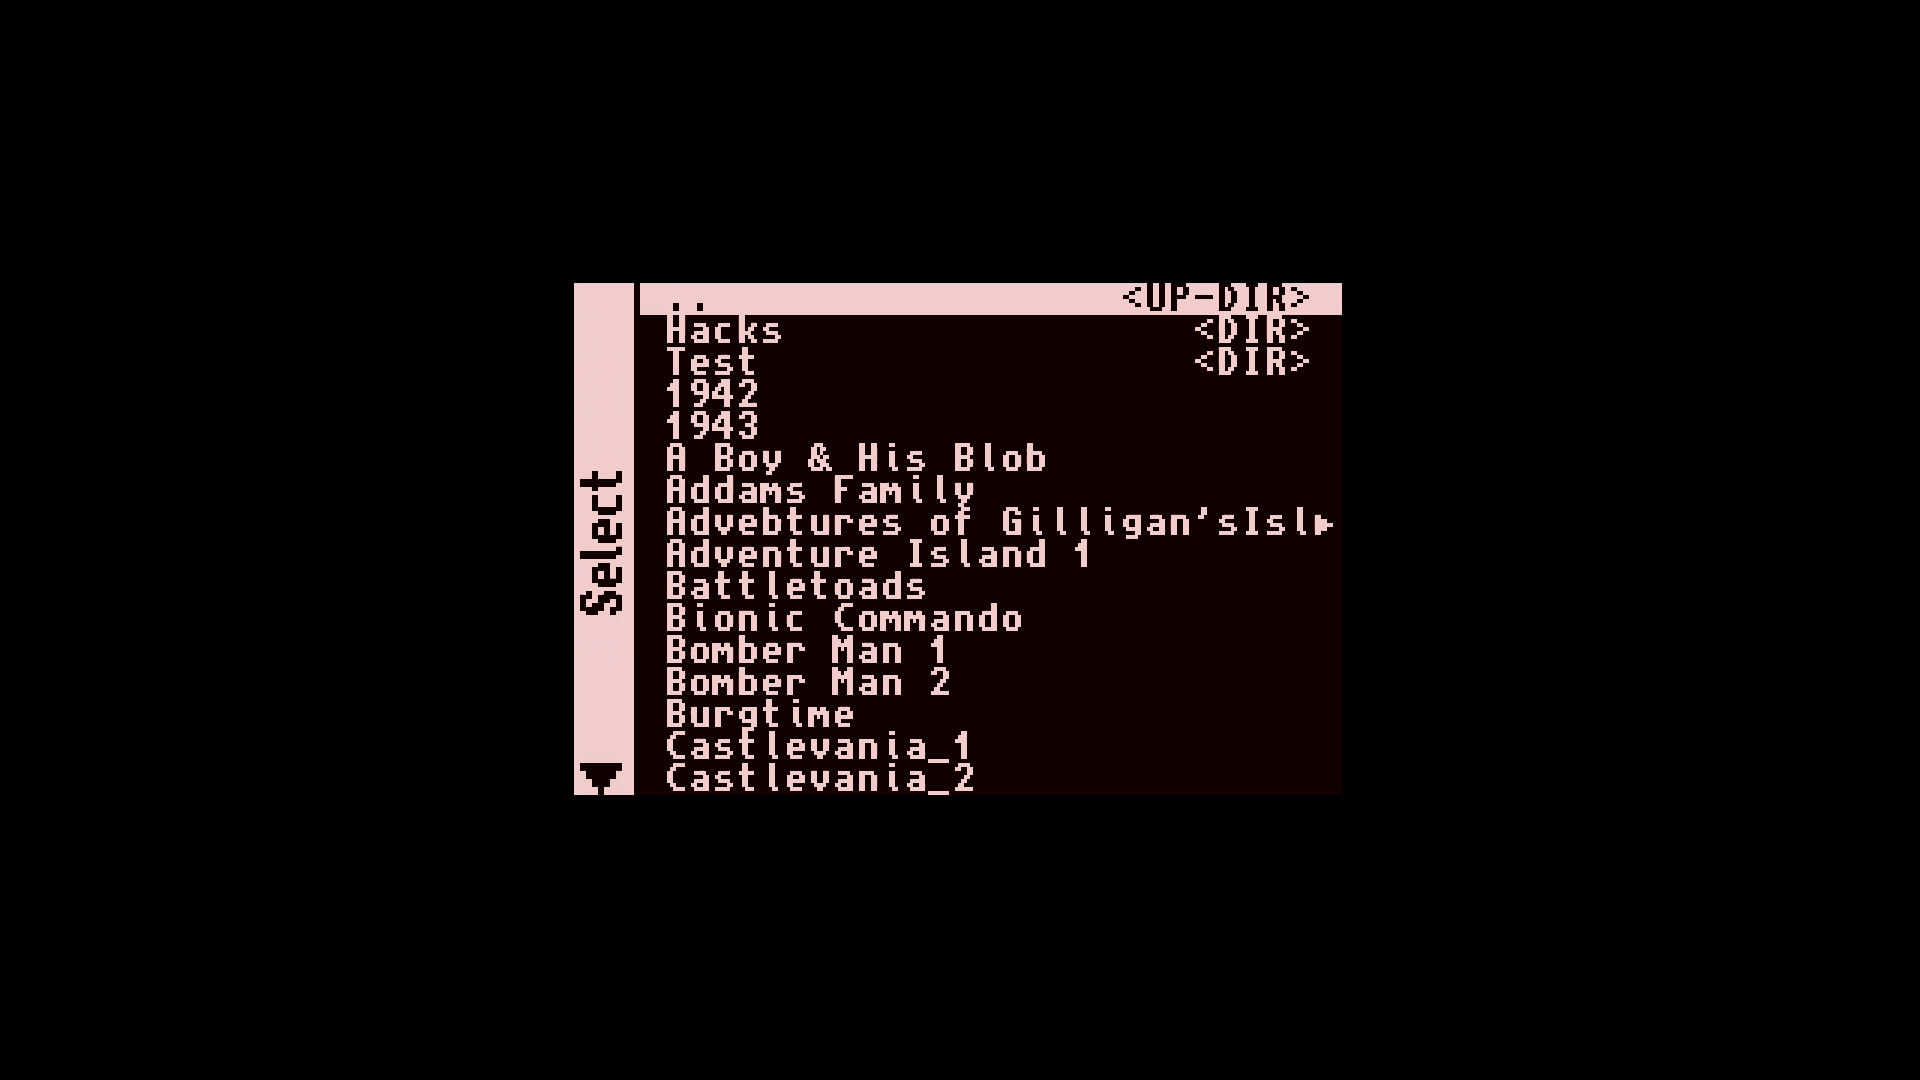 Select
.. <UP-DIR>
Hacks <DIR>
Test <DIR>
1942
1943
A Boy & His Blob
Addams Family
Advebtures of Gilligan'sIsl
Adventure Island 1
Battletoads
Bionic Commando
Bomber Man 1
Bomber Man 2
Burgtime
Castlevania_1
Castlevania_2